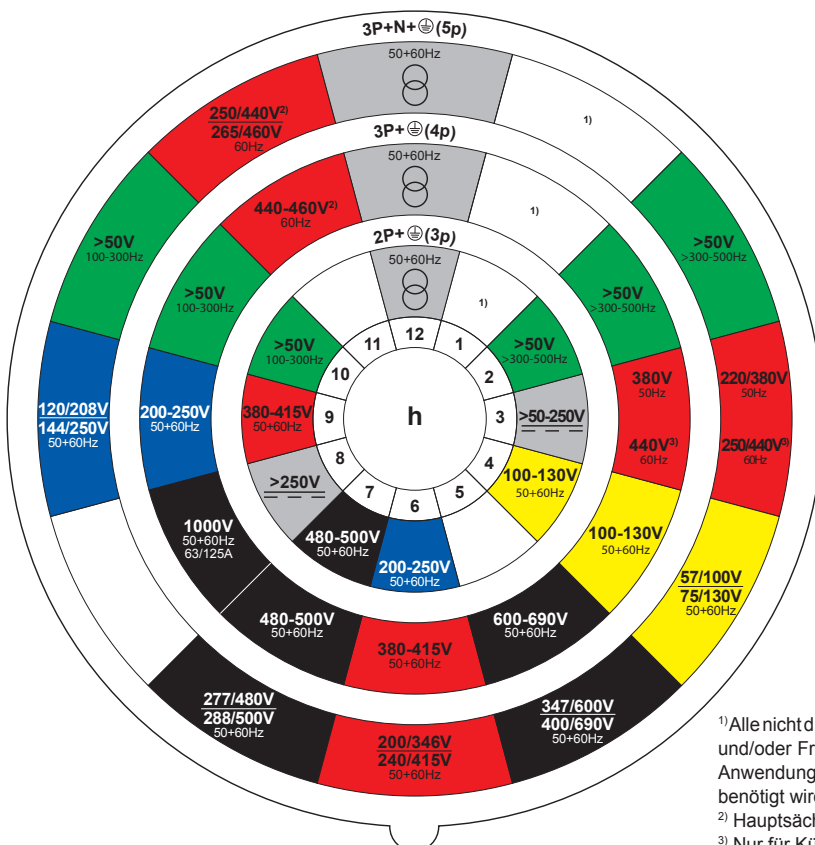 3P+N+⏚(5p)
50+60Hz
1)
>50V
>300-500Hz
220/380V
50Hz
250/440V3)
60Hz
57/100V
75/130V
50+60Hz
347/600V
400/690V
50+60Hz
200/346V
240/415V
50+60Hz
277/480V
288/500V
50+60Hz
120/208V
144/250V
50+60Hz
>50V
100-300Hz
250/440V2)
265/460V
60Hz
3P+⏚(4p)
50+60Hz
1)
>50V
>300-500Hz
380V
50Hz
440V3)
60Hz
100-130V
50+60Hz
600-690V
50+60Hz
380-415V
50+60Hz
480-500V
50+60Hz
1000V
50+60Hz
63/125A
200-250V
50+60Hz
>50V
100-300Hz
440-460V2)
60Hz
2P+⏚(3p)
50+60Hz
1)
>50V
>300-500Hz
>50-250V
100-130V
50+60Hz
200-250V
50+60Hz
480-500V
50+60Hz
>250V
380-415V
50+60Hz
>50V
100-300Hz
12
1
2
3
4
5
6
7
8
9
10
11
h
1)Alle nicht d
und/oder Fr
Anwendung
benötigt wird
2) Hauptsäch
3) Nur für Kü